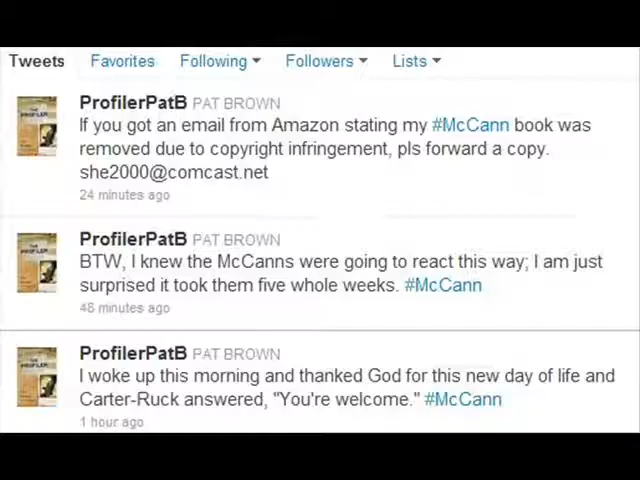 Tweets Favorites Following Followers Lists
ProfilerPatB PAT BROWN
If you got an email from Amazon stating my #McCann book was
removed due to copyright infringement, pls forward a copy.
she2000@comcast.net
24 minutes ago
ProfilerPatB PAT BROWN
BTW, I knew the McCanns were going to react this way; I am just
surprised it took them five whole weeks. #McCann
48 minutes ago
ProfilerPatB PAT BROWN
I woke up this morning and thanked God for this new day of life and
Carter-Ruck answered, "You're welcome." #McCann
1 hour ago